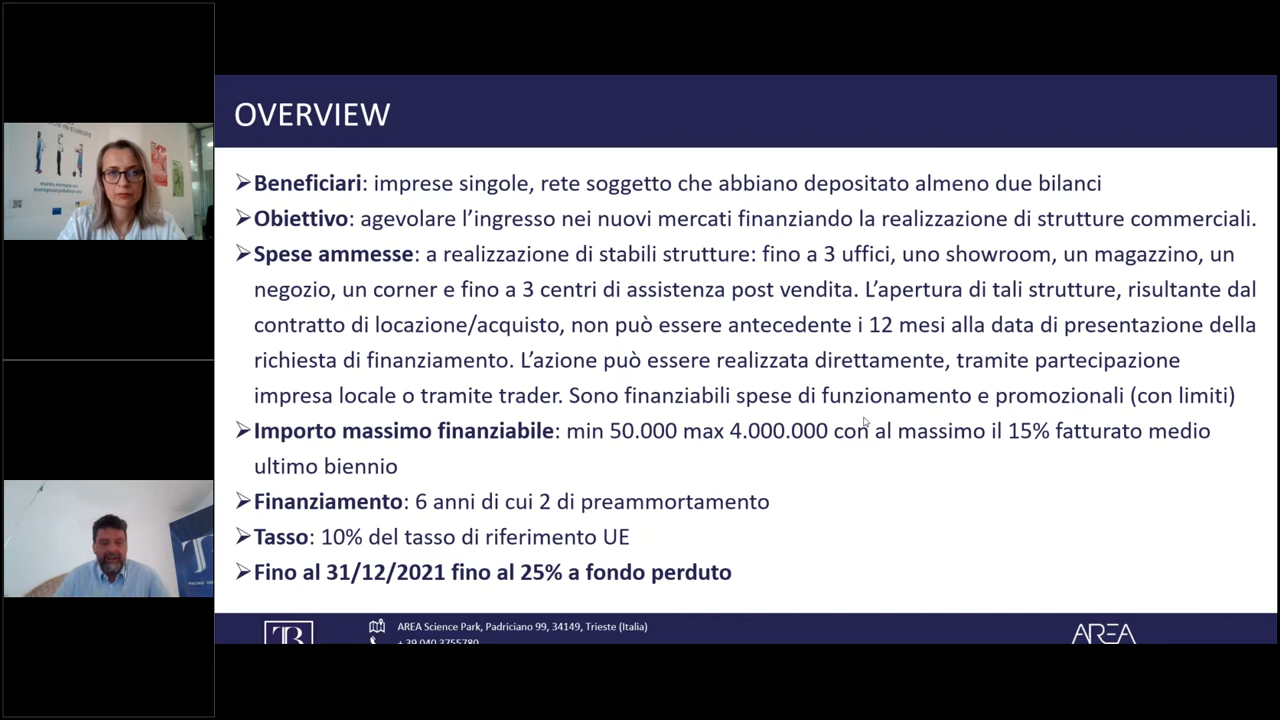 OVERVIEW
➢Beneficiari: imprese singole, rete soggetto che abbiano depositato almeno due bilanci
➢Obiettivo: agevolare l'ingresso nei nuovi mercati finanziando la realizzazione di strutture commerciali.
➢Spese ammesse: a realizzazione di stabili strutture: fino a 3 uffici, uno showroom, un magazzino, un
negozio, un corner e fino a 3 centri di assistenza post vendita. L'apertura di tali strutture, risultante dal
contratto di locazione/acquisto, non può essere antecedente i 12 mesi alla data di presentazione della
richiesta di finanziamento. L'azione può essere realizzata direttamente, tramite partecipazione
impresa locale o tramite trader. Sono finanziabili spese di funzionamento e promozionali (con limiti)
➢Importo massimo finanziabile: min 50.000 max 4.000.000 con al massimo il 15% fatturato medio
ultimo biennio
➢Finanziamento: 6 anni di cui 2 di preammortamento
➢Tasso: 10% del tasso di riferimento UE
➢Fino al 31/12/2021 fino al 25% a fondo perduto
AREA Science Park, Padriciano 99, 34149, Trieste (Italia)
+ 39 040 3755780
AREA
IN EUROPE